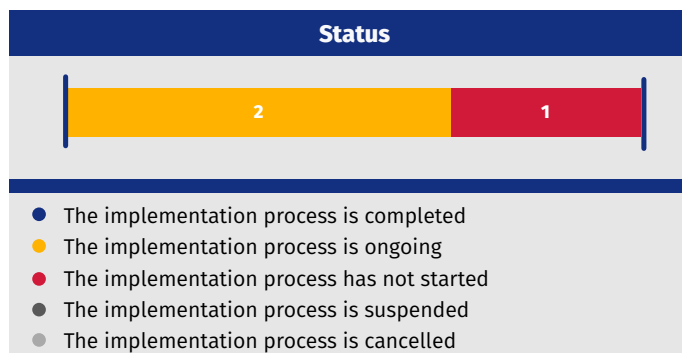 Status
2 1
The implementation process is completed
The implementation process is ongoing
The implementation process has not started
The implementation process is suspended
The implementation process is cancelled